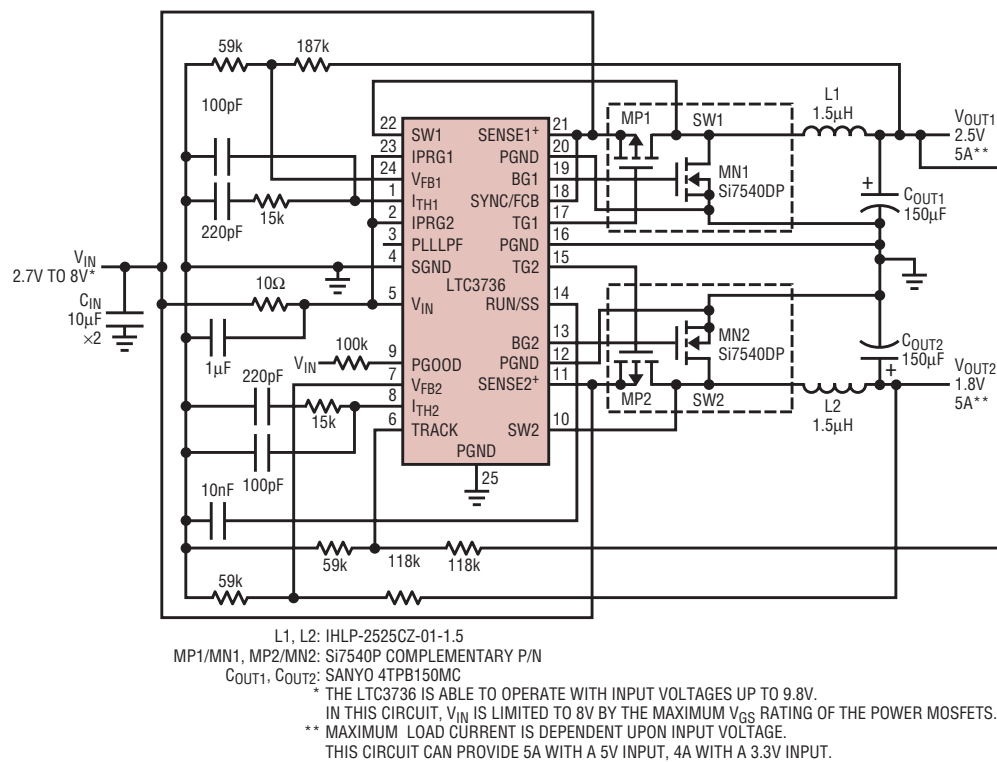 59k
187k
100pF
220pF
15k
VIN
2.7V TO 8V*
CIN
10µF
×2
10Ω
1µF
VIN
100k
220pF
15k
100pF
10nF
59k
118k
118k
59k
22
23
24
1
2
3
4
5
9
7
8
6
SW1
IPRG1
VFB1
ITH1
IPRG2
PLLLPF
SGND
LTC3736
VIN
PGOOD
VFB2
ITH2
TRACK
PGND
25
SENSE1+
PGND
BG1
SYNC/FCB
TG1
PGND
TG2
RUN/SS
BG2
PGND
SENSE2+
SW2
21
20
19
18
17
16
15
14
13
12
11
10
MP1
SW1
MN1
Si7540DP
L1
1.5µH
VOUT1
2.5V
5A**
+
COUT1
150µF
MN2
Si7540DP
MP2
SW2
L2
1.5µH
COUT2
150µF
+
VOUT2
1.8V
5A**
L1, L2: IHLP-2525CZ-01-1.5
MP1/MN1, MP2/MN2: Si7540P COMPLEMENTARY P/N
COUT1, COUT2: SANYO 4TPB150MC
* THE LTC3736 IS ABLE TO OPERATE WITH INPUT VOLTAGES UP TO 9.8V.
IN THIS CIRCUIT, VIN IS LIMITED TO 8V BY THE MAXIMUM VGS RATING OF THE POWER MOSFETS.
** MAXIMUM LOAD CURRENT IS DEPENDENT UPON INPUT VOLTAGE.
THIS CIRCUIT CAN PROVIDE 5A WITH A 5V INPUT, 4A WITH A 3.3V INPUT.